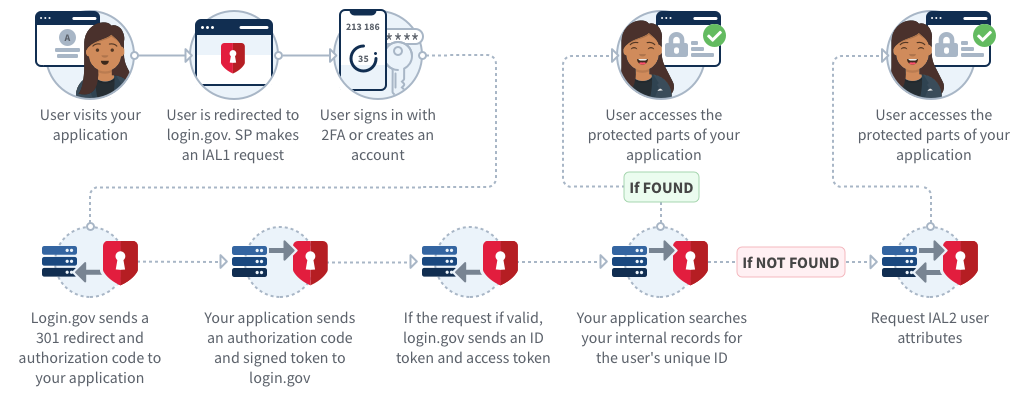 A
213 186
35
****
User visits your
application
User is redirected to
login.gov. SP makes
an IAL1 request
User signs in with
2FA or creates an
account
User accesses the
protected parts of your
application
User accesses the
protected parts of your
application
If FOUND
If NOT FOUND
Login.gov sends a
301 redirect and
authorization code to
your application
Your application sends
an authorization code
and signed token to
login.gov
If the request if valid,
login.gov sends an ID
token and access token
Your application searches
your internal records for
the user's unique ID
Request IAL2 user
attributes